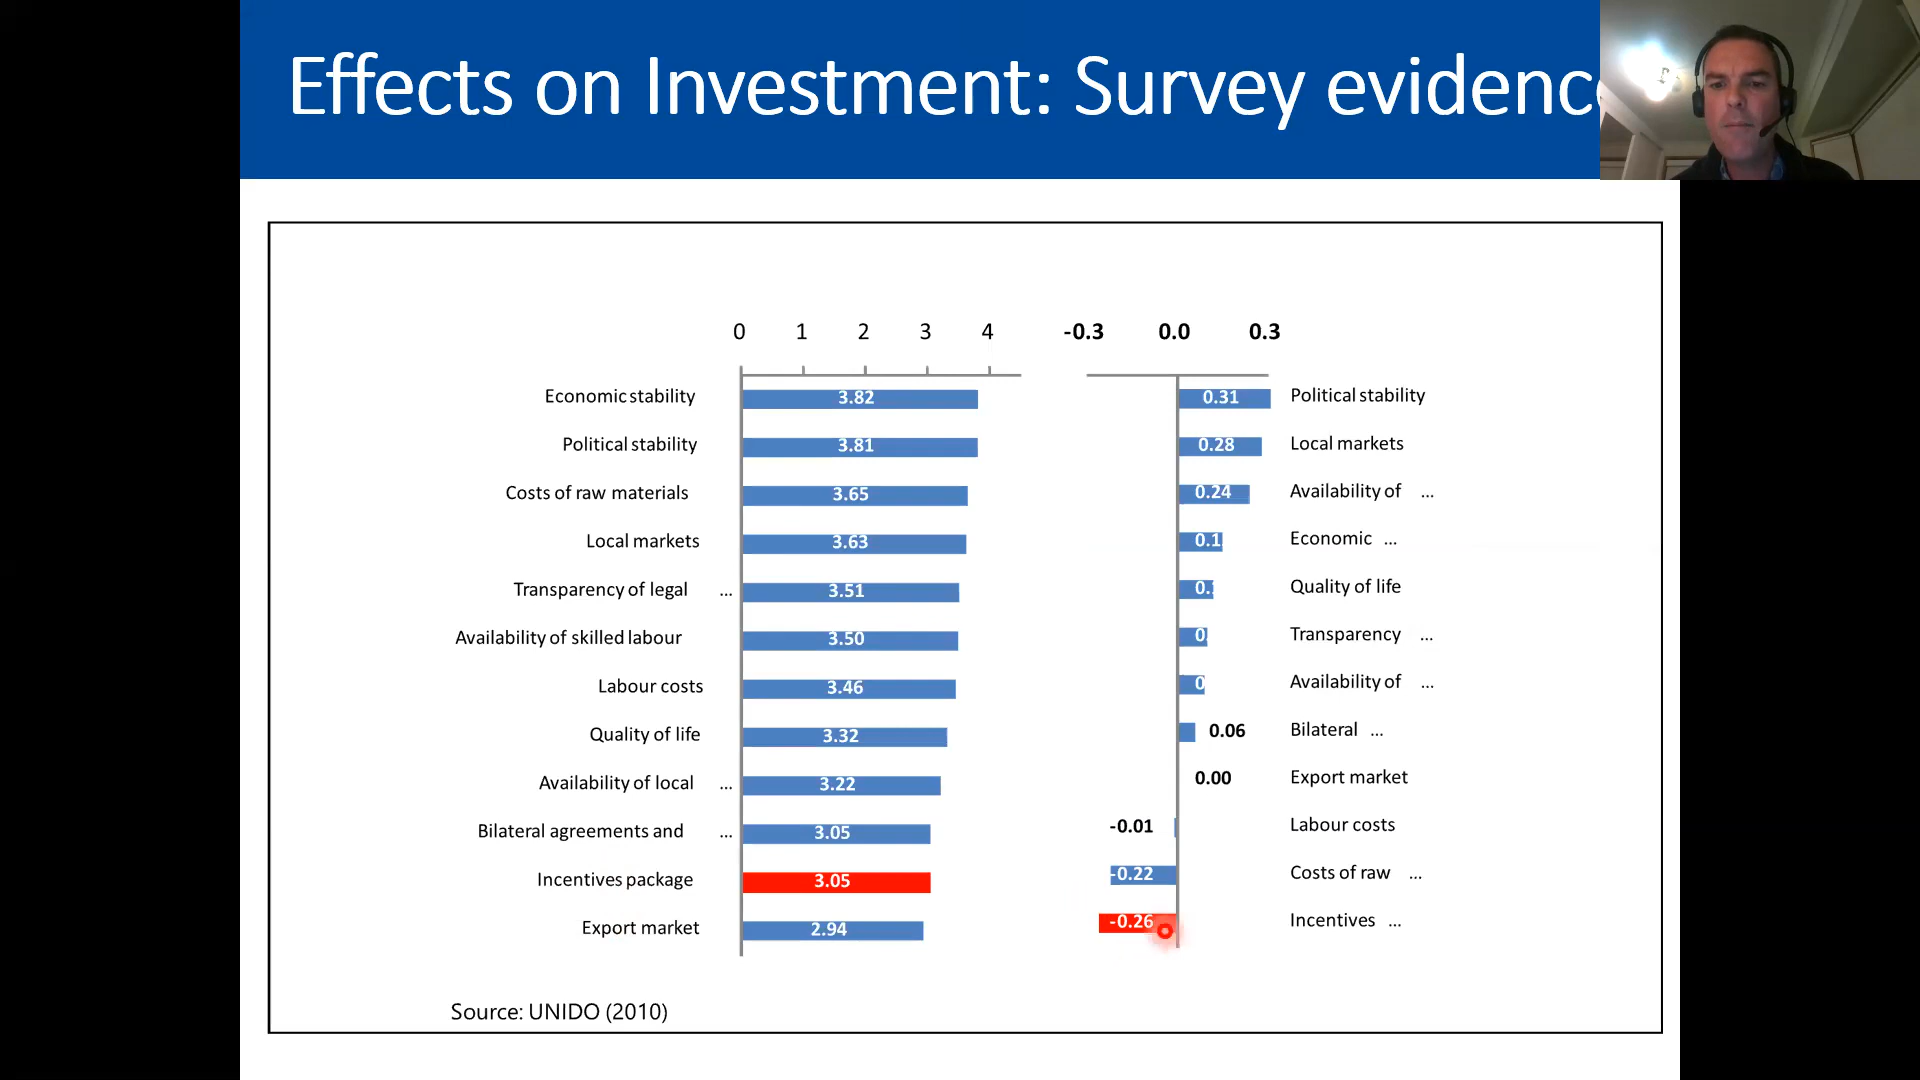 Effects on Investment: Survey evidence
0 1 2 3 4
Economic stability 3.82
Political stability 3.81
Costs of raw materials 3.65
Local markets 3.63
Transparency of legal ... 3.51
Availability of skilled labour 3.50
Labour costs 3.46
Quality of life 3.32
Availability of local ... 3.22
Bilateral agreements and ... 3.05
Incentives package 3.05
Export market 2.94
-0.3 0.0 0.3
0.31 Political stability
0.28 Local markets
0.24 Availability of ...
0.1 Economic ...
0. Quality of life
0. Transparency ...
0 Availability of ...
0.06 Bilateral ...
0.00 Export market
-0.01 Labour costs
-0.22 Costs of raw ...
-0.26 Incentives ...
Source: UNIDO (2010)